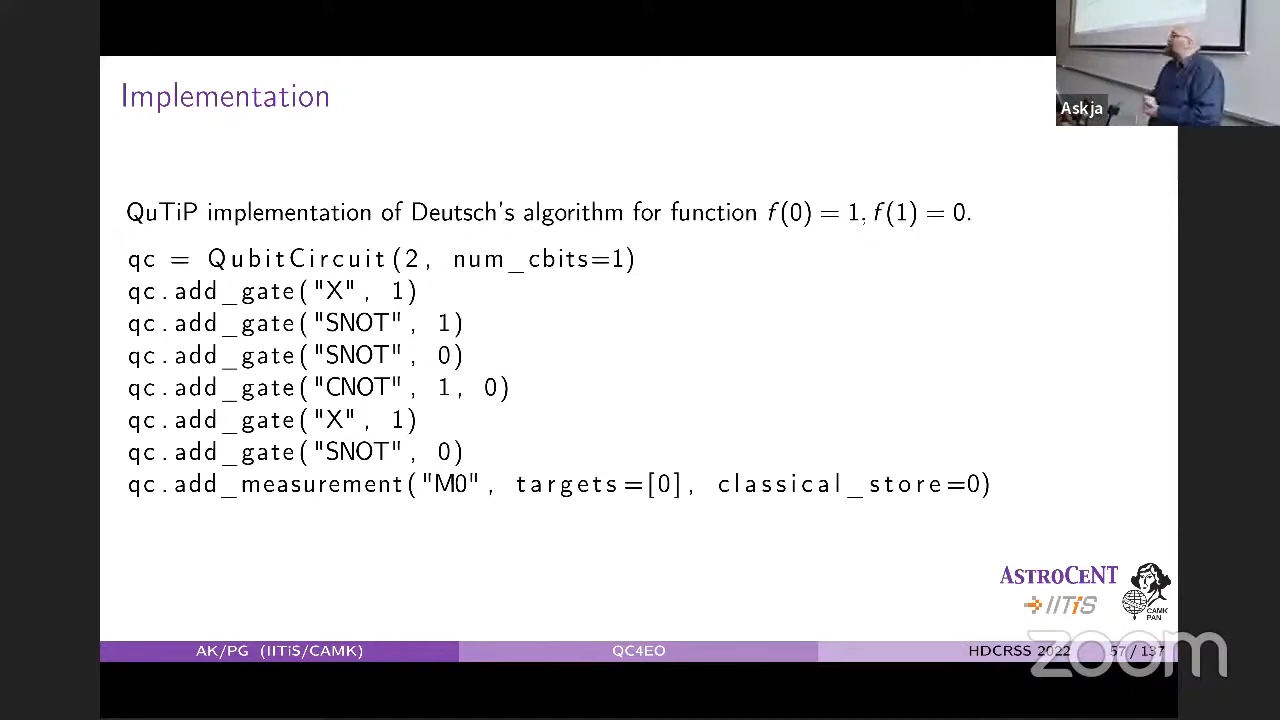 Implementation
Askja
QuTiP implementation of Deutsch's algorithm for function f(0) = 1, f(1) = 0.
qc = QubitCircuit(2, num_cbits=1)
qc.add_gate("X", 1)
qc.add_gate("SNOT", 1)
qc.add_gate("SNOT", 0)
qc.add_gate("CNOT", 1, 0)
qc.add_gate("X", 1)
qc.add_gate("SNOT", 0)
qc.add_measurement("M0", targets=[0], classical_store=0)
ASTROCENT
IITiS
CAMK
PAN
AK/PG (IITiS/CAMK)
QC4EO
HDCRSS 2022
57 / 137
zoom